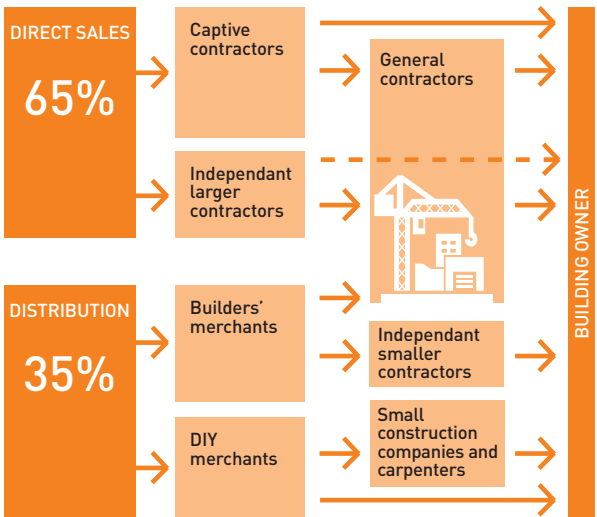 DIRECT SALES
65%
Captive
contractors
General
contractors
Independant
larger
contractors
DISTRIBUTION
35%
Builders'
merchants
Independant
smaller
contractors
DIY
merchants
Small
construction
companies and
carpenters
BUILDING OWNER